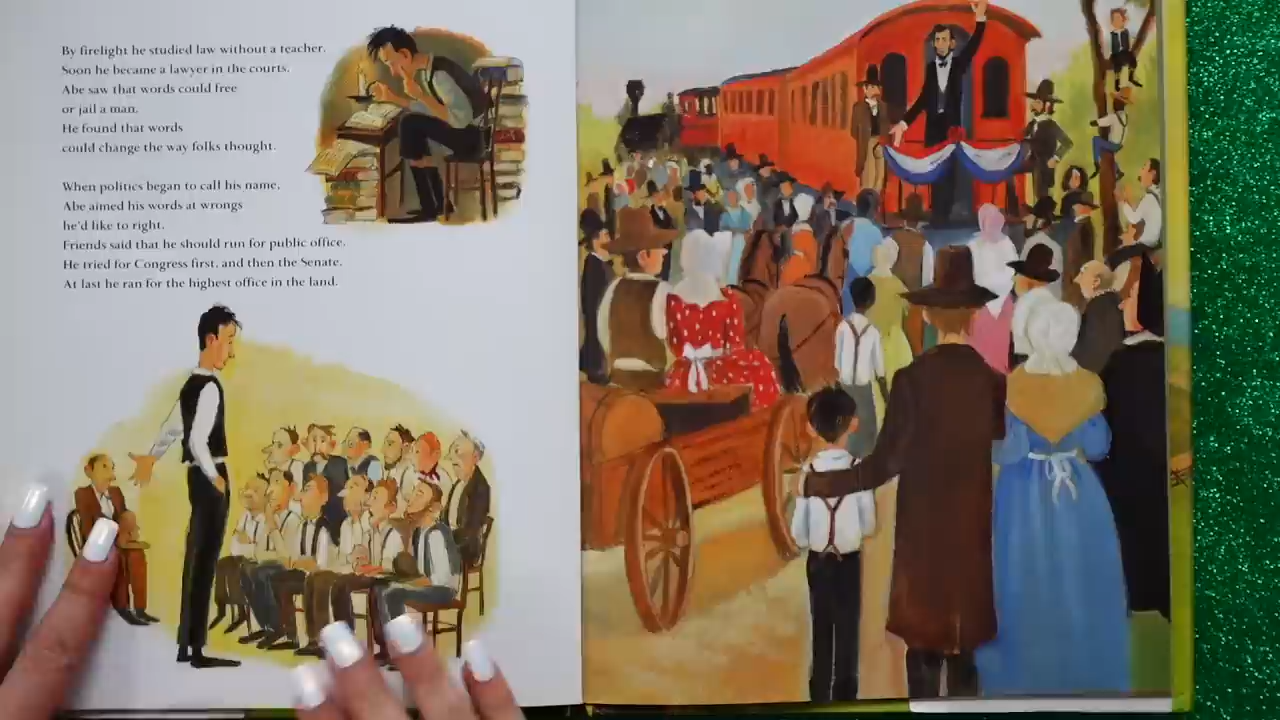 By firelight he studied law without a teacher.
Soon he became a lawyer in the courts.
Abe saw that words could free
or jail a man.
He found that words
could change the way folks thought.
When politics began to call his name,
Abe aimed his words at wrongs
he'd like to right.
Friends said that he should run for public office.
He tried for Congress first, and then the Senate.
At last he ran for the highest office in the land.